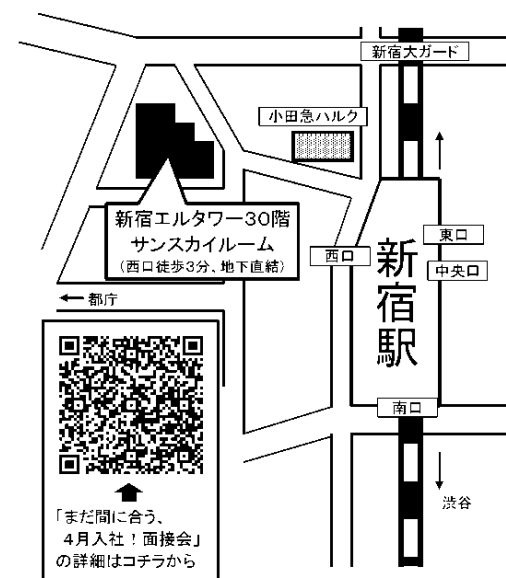 新宿大ガード
小田急ハルク
新宿エルタワー30階
サンスカイルーム
(西口徒歩3分、地下直結)
西口
東口
中央口
新宿駅
←都庁
南口
渋谷
「まだ間に合う、
4月入社！面接会」
の詳細はコチラから